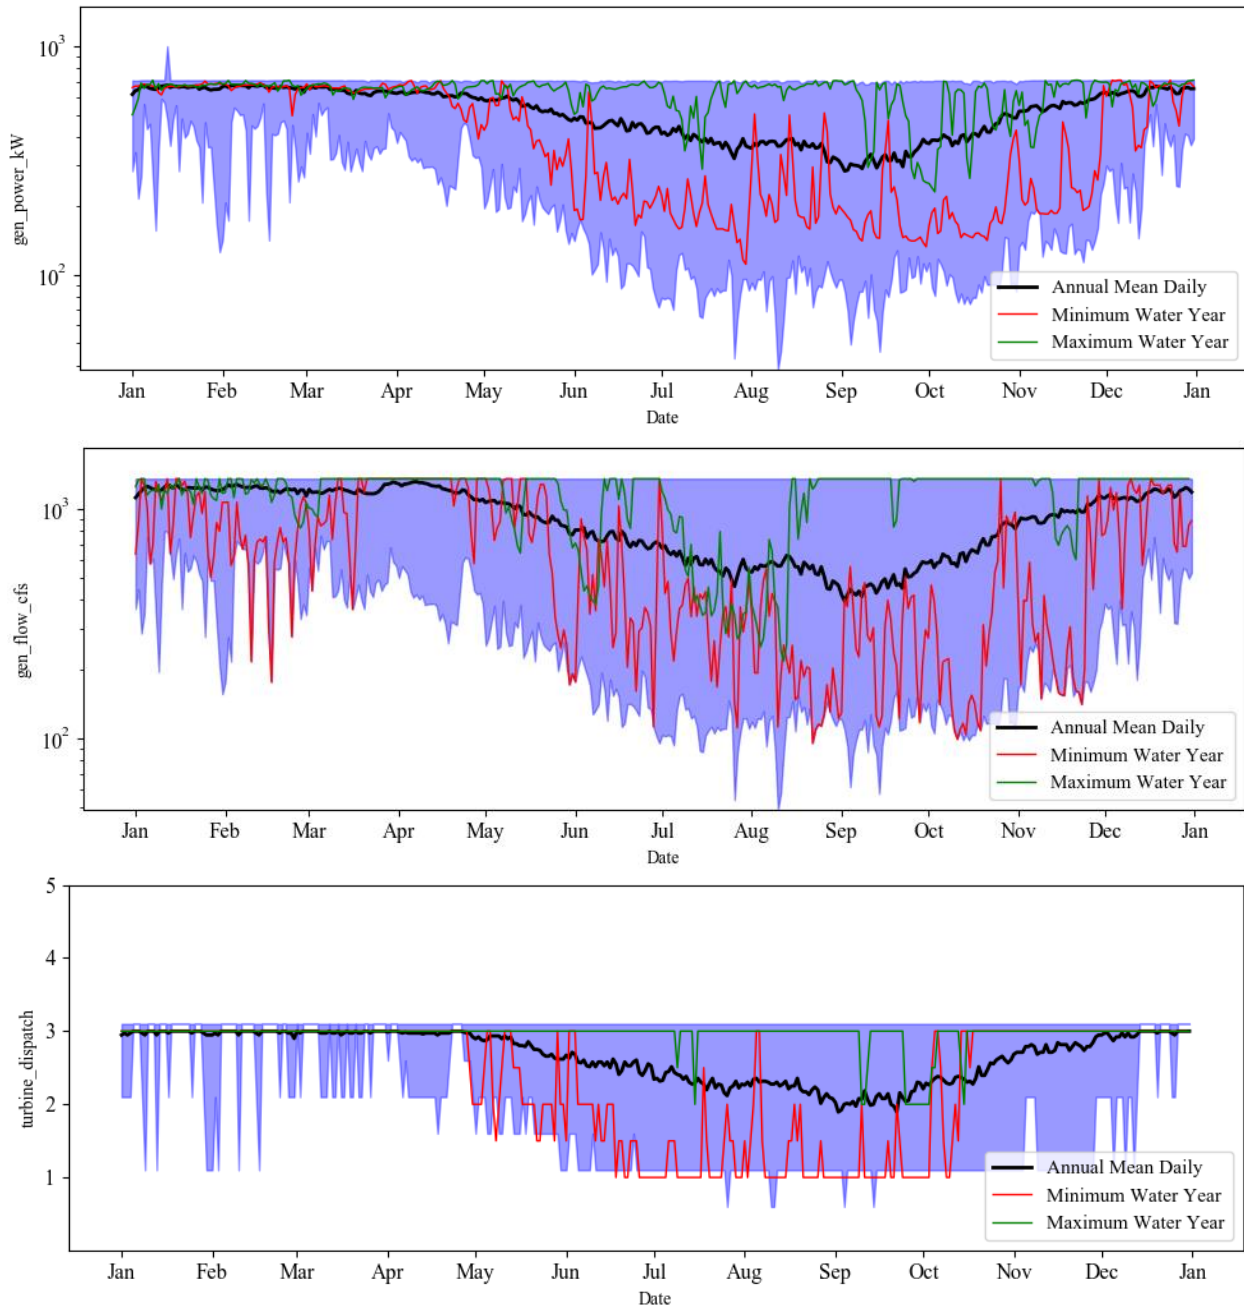 10³
10²
gen_power_kW
Annual Mean Daily
Minimum Water Year
Maximum Water Year
Jan Feb Mar Apr May Jun Jul Aug Sep Oct Nov Dec Jan
Date
10³
10²
gen_flow_cfs
Annual Mean Daily
Minimum Water Year
Maximum Water Year
Jan Feb Mar Apr May Jun Jul Aug Sep Oct Nov Dec Jan
Date
5
4
3
2
1
turbine_dispatch
Annual Mean Daily
Minimum Water Year
Maximum Water Year
Jan Feb Mar Apr May Jun Jul Aug Sep Oct Nov Dec Jan
Date